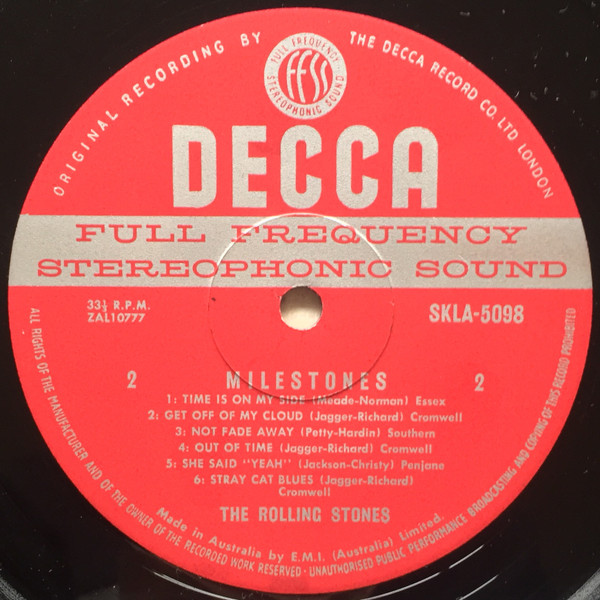 ORIGINAL RECORDING BY THE DECCA RECORD CO. LTD. LONDON
FULL FREQUENCY
FFSS
STEREOPHONIC SOUND
DECCA
FULL FREQUENCY
STEREOPHONIC SOUND
33⅓ R.P.M.
ZAL10777
SKLA-5098
2 MILESTONES 2
1: TIME IS ON MY SIDE (Meade-Norman) Essex
2: GET OFF OF MY CLOUD (Jagger-Richard) Cromwell
3: NOT FADE AWAY (Petty-Hardin) Southern
4: OUT OF TIME (Jagger-Richard) Cromwell
5: SHE SAID "YEAH" (Jackson-Christy) Penjane
6: STRAY CAT BLUES (Jagger-Richard)
Cromwell
THE ROLLING STONES
Made in Australia by E.M.I. (Australia) Limited.
ALL RIGHTS OF THE MANUFACTURER AND OF THE OWNER OF THE RECORDED WORK RESERVED · UNAUTHORISED PUBLIC PERFORMANCE BROADCASTING AND COPYING OF THIS RECORD PROHIBITED